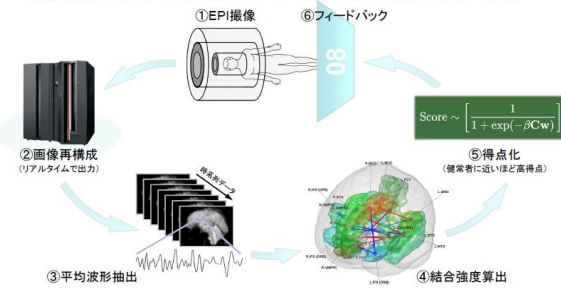 ①EPI撮像
⑥フィードバック
80
Score ~ [1 / (1 + exp(−βCw))]
②画像再構成
(リアルタイムで出力)
⑤得点化
(健常者に近いほど高得点)
時系列データ
③平均波形抽出
④結合強度算出